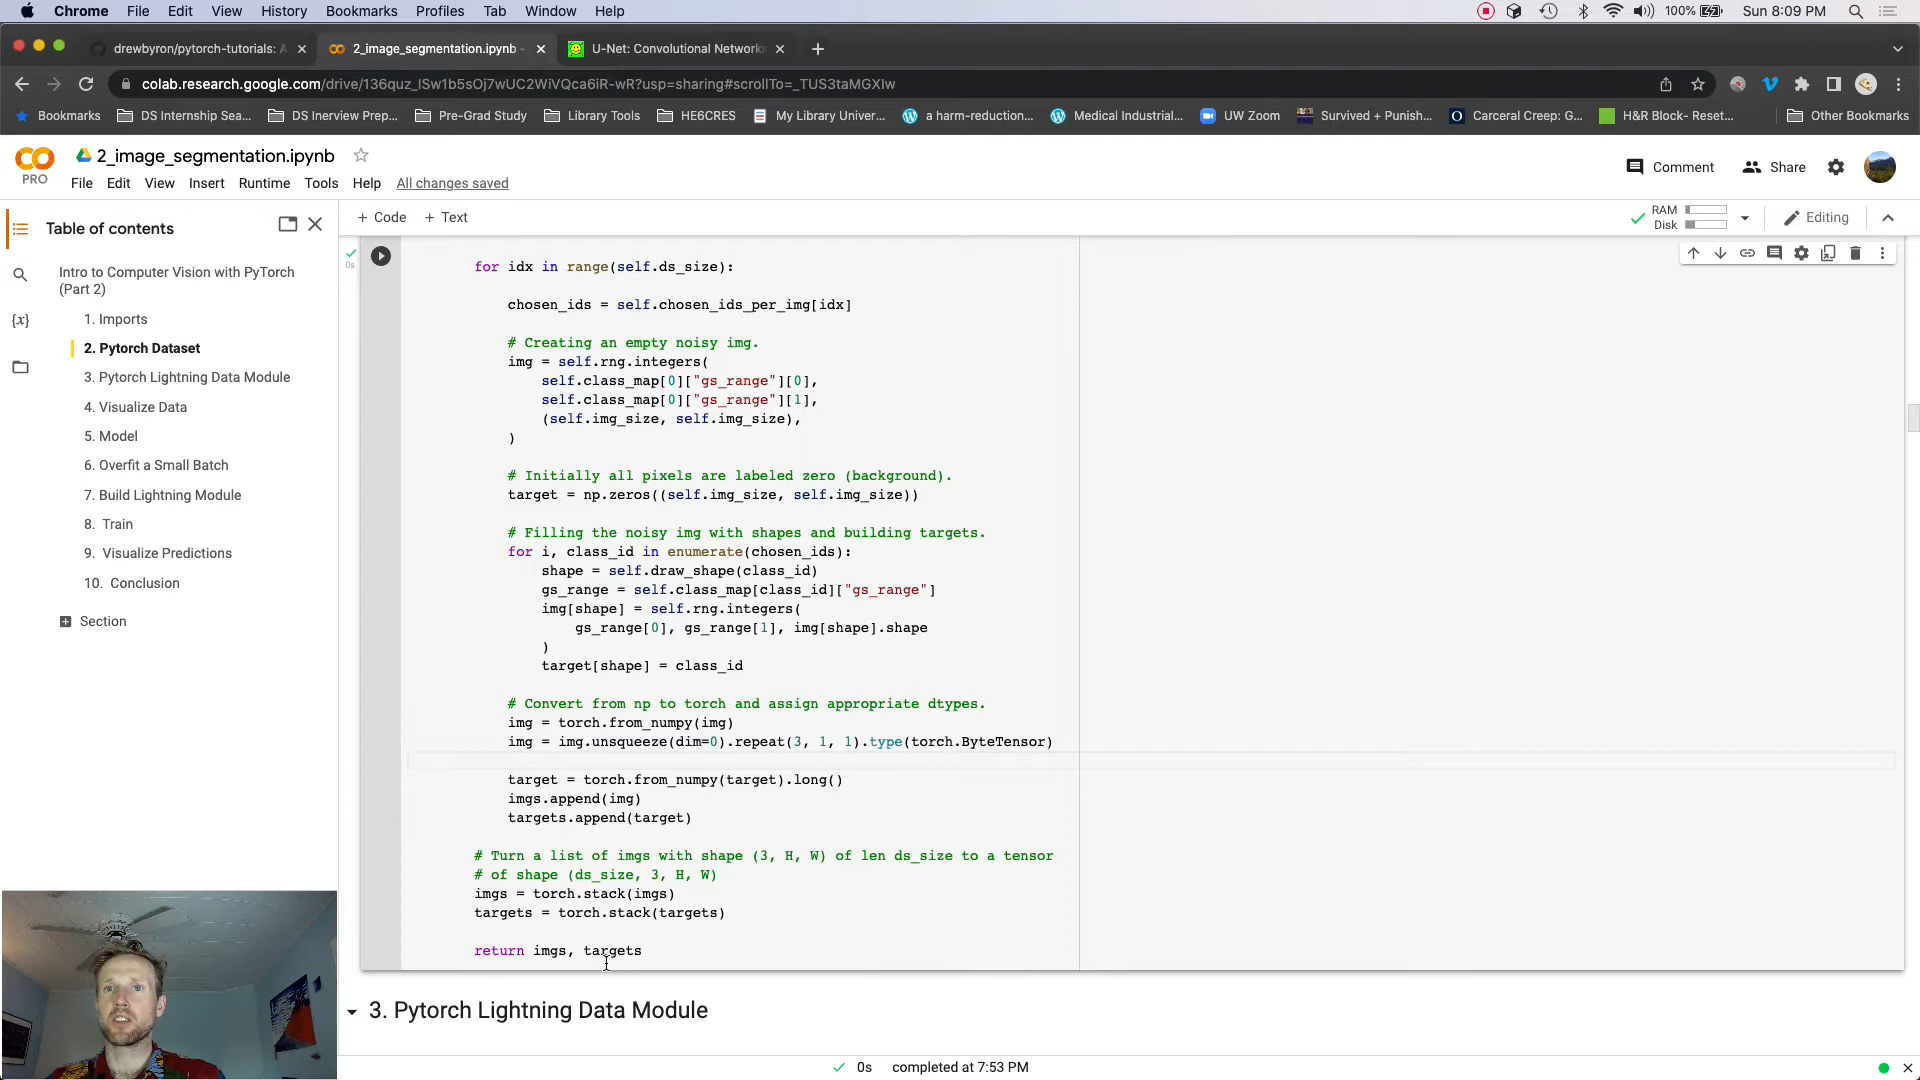 Chrome File Edit View History Bookmarks Profiles Tab Window Help 100% Sun 8:09 PM
drewbyron/pytorch-tutorials: A 2_image_segmentation.ipynb - U-Net: Convolutional Networks
colab.research.google.com/drive/136quz_lSw1b5sOj7wUC2WiVQca6iR-wR?usp=sharing#scrollTo=_TUS3taMGXIw
Bookmarks DS Internship Sea... DS Inerview Prep... Pre-Grad Study Library Tools HE6CRES My Library Univer... a harm-reduction... Medical Industrial... UW Zoom Survived + Punish... Carceral Creep: G... H&R Block- Reset... Other Bookmarks
PRO 2_image_segmentation.ipynb Comment Share
File Edit View Insert Runtime Tools Help All changes saved
+ Code + Text RAM Disk Editing
Table of contents
Intro to Computer Vision with PyTorch
(Part 2)
1. Imports
2. Pytorch Dataset
3. Pytorch Lightning Data Module
4. Visualize Data
5. Model
6. Overfit a Small Batch
7. Build Lightning Module
8. Train
9. Visualize Predictions
10. Conclusion
Section
{x}
0s
for idx in range(self.ds_size):
chosen_ids = self.chosen_ids_per_img[idx]
# Creating an empty noisy img.
img = self.rng.integers(
self.class_map[0]["gs_range"][0],
self.class_map[0]["gs_range"][1],
(self.img_size, self.img_size),
)
# Initially all pixels are labeled zero (background).
target = np.zeros((self.img_size, self.img_size))
# Filling the noisy img with shapes and building targets.
for i, class_id in enumerate(chosen_ids):
shape = self.draw_shape(class_id)
gs_range = self.class_map[class_id]["gs_range"]
img[shape] = self.rng.integers(
gs_range[0], gs_range[1], img[shape].shape
)
target[shape] = class_id
# Convert from np to torch and assign appropriate dtypes.
img = torch.from_numpy(img)
img = img.unsqueeze(dim=0).repeat(3, 1, 1).type(torch.ByteTensor)
target = torch.from_numpy(target).long()
imgs.append(img)
targets.append(target)
# Turn a list of imgs with shape (3, H, W) of len ds_size to a tensor
# of shape (ds_size, 3, H, W)
imgs = torch.stack(imgs)
targets = torch.stack(targets)
return imgs, targets
3. Pytorch Lightning Data Module
0s completed at 7:53 PM